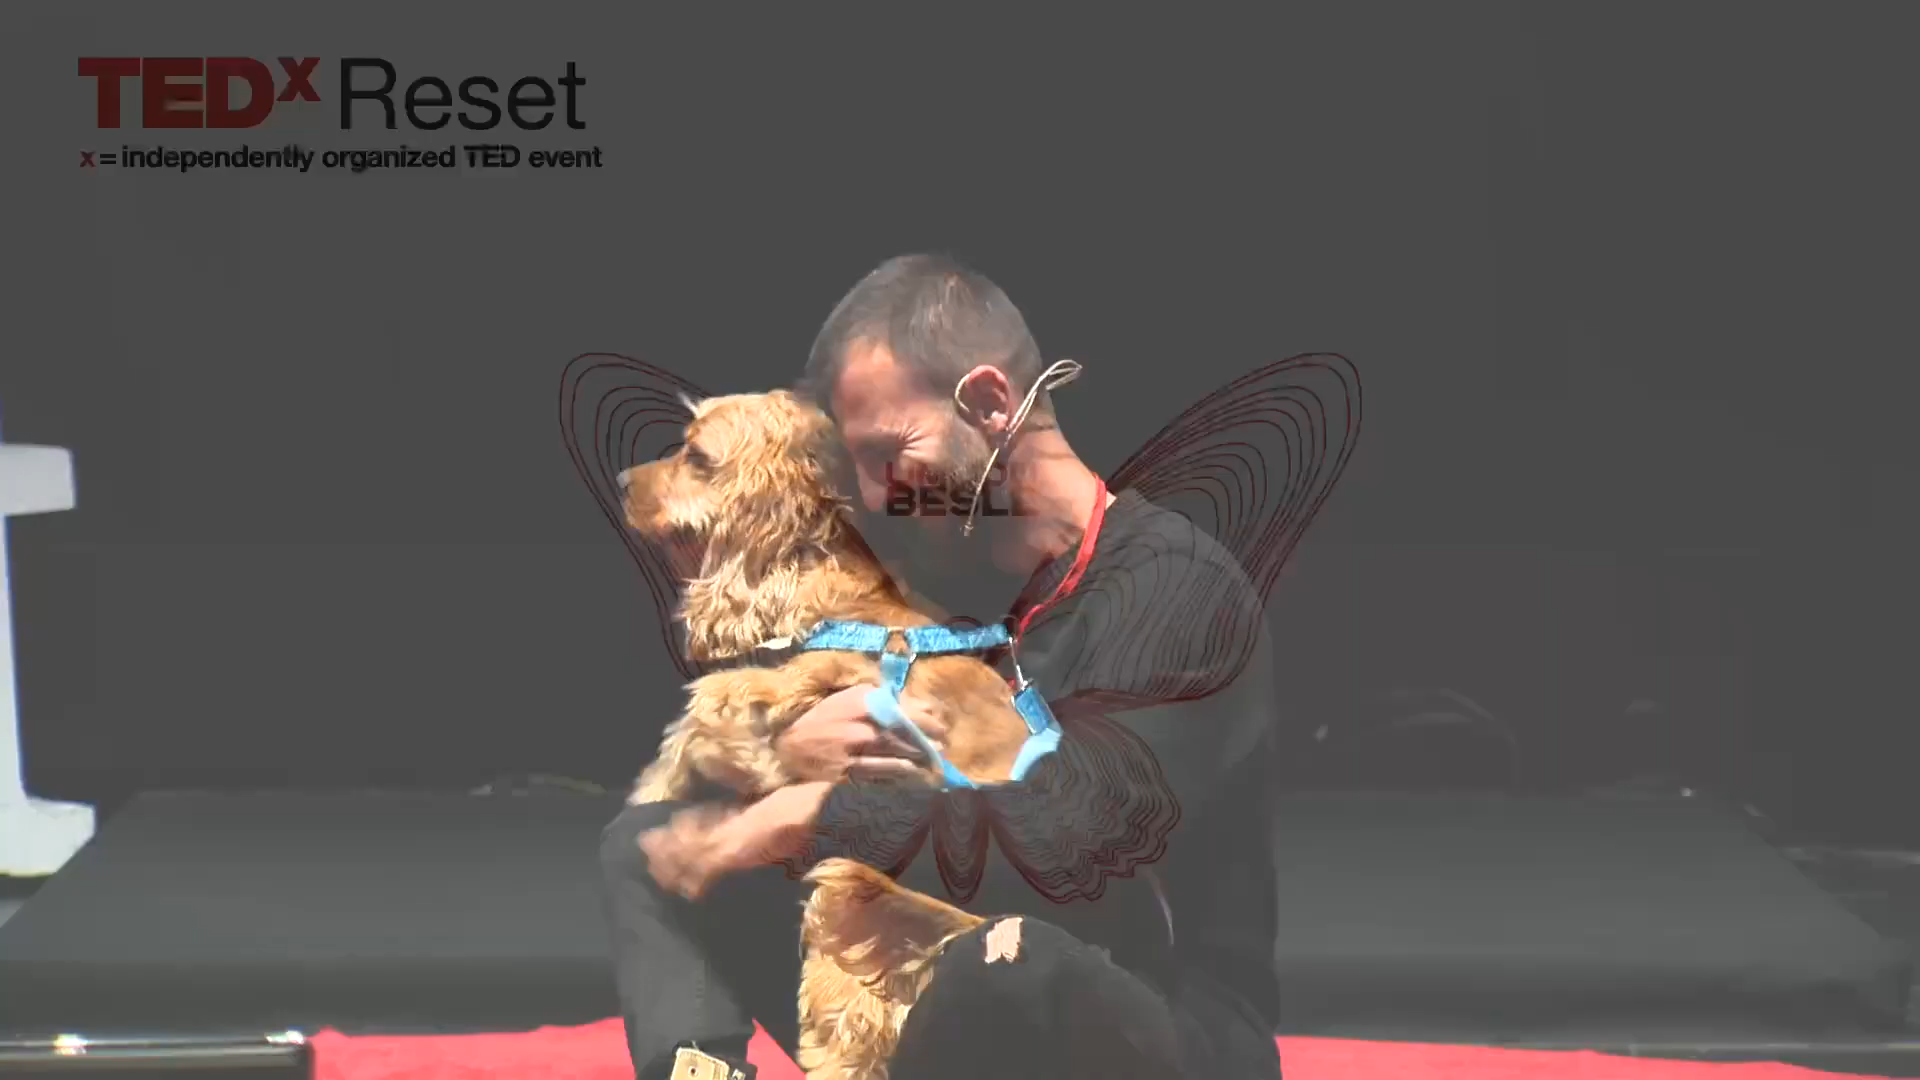 TEDx Reset
x = independently organized TED event